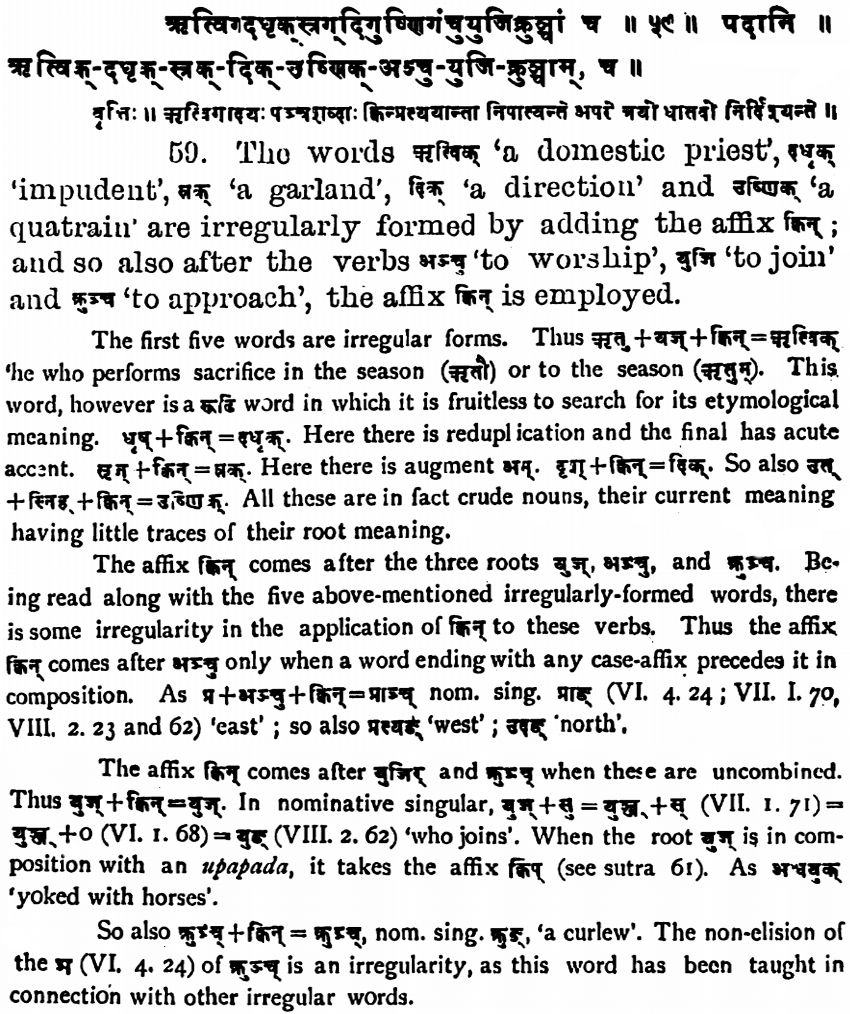 ऋत्विग्दधृक्स्रग्दिगुष्णिगंचुयुजिक्रुञ्चां च ॥ ५९ ॥ पदानि ॥
ऋत्विक्-दधृक्-स्रक्-दिक्-उष्णिक्-अञ्चु-युजि-क्रुञ्चाम्, च ॥
वृत्तिः ॥ ऋत्विगादयः पञ्चशब्दाः क्विन्प्रत्ययान्ता निपात्यन्ते अपरे त्रयो धातवो निर्दिश्यन्ते ॥
59. The words ऋत्विक् 'a domestic priest', दधृक्
'impudent', स्रक् 'a garland', दिक् 'a direction' and उष्णिक् 'a
quatrain' are irregularly formed by adding the affix क्विन् ;
and so also after the verbs अञ्चु 'to worship', युजि 'to join'
and क्रुञ्च 'to approach', the affix क्विन् is employed.
The first five words are irregular forms. Thus ऋतु+यज्+क्विन्=ऋत्विक्
'he who performs sacrifice in the season (ऋतौ) or to the season (ऋतुम्). This
word, however is a रूढि word in which it is fruitless to search for its etymological
meaning. धृष्+क्विन्=दधृक्. Here there is reduplication and the final has acute
accent. सृज्+क्विन्=स्रक्. Here there is augment अम्. दृश्+क्विन्=दिक्. So also उत्
+स्निह्+क्विन्=उष्णिक्. All these are in fact crude nouns, their current meaning
having little traces of their root meaning.
The affix क्विन् comes after the three roots युज्, अञ्चु, and क्रुञ्च. Be-
ing read along with the five above-mentioned irregularly-formed words, there
is some irregularity in the application of क्विन् to these verbs. Thus the affix
क्विन् comes after अञ्चु only when a word ending with any case-affix precedes it in
composition. As प्र+अञ्चु+क्विन्=प्राञ्च् nom. sing. प्राङ् (VI. 4. 24 ; VII. I. 70,
VIII. 2. 23 and 62) 'east' ; so also प्रत्यङ् 'west' ; उदङ् 'north'.
The affix क्विन् comes after युजिर् and क्रुञ्च् when these are uncombined.
Thus युज्+क्विन्=युज्. In nominative singular, युज्+सु=युञ्ज्+स् (VII. 1. 71)=
युञ्ज्+0 (VI. 1. 68)=युङ् (VIII. 2. 62) 'who joins'. When the root युज् is in com-
position with an upapada, it takes the affix क्विप् (see sutra 61). As अश्वयुक्
'yoked with horses'.
So also क्रुञ्च्+क्विन् = क्रुञ्च्, nom. sing. क्रुङ्, 'a curlew'. The non-elision of
the ञ (VI. 4. 24) of क्रुञ्च् is an irregularity, as this word has been taught in
connection with other irregular words.